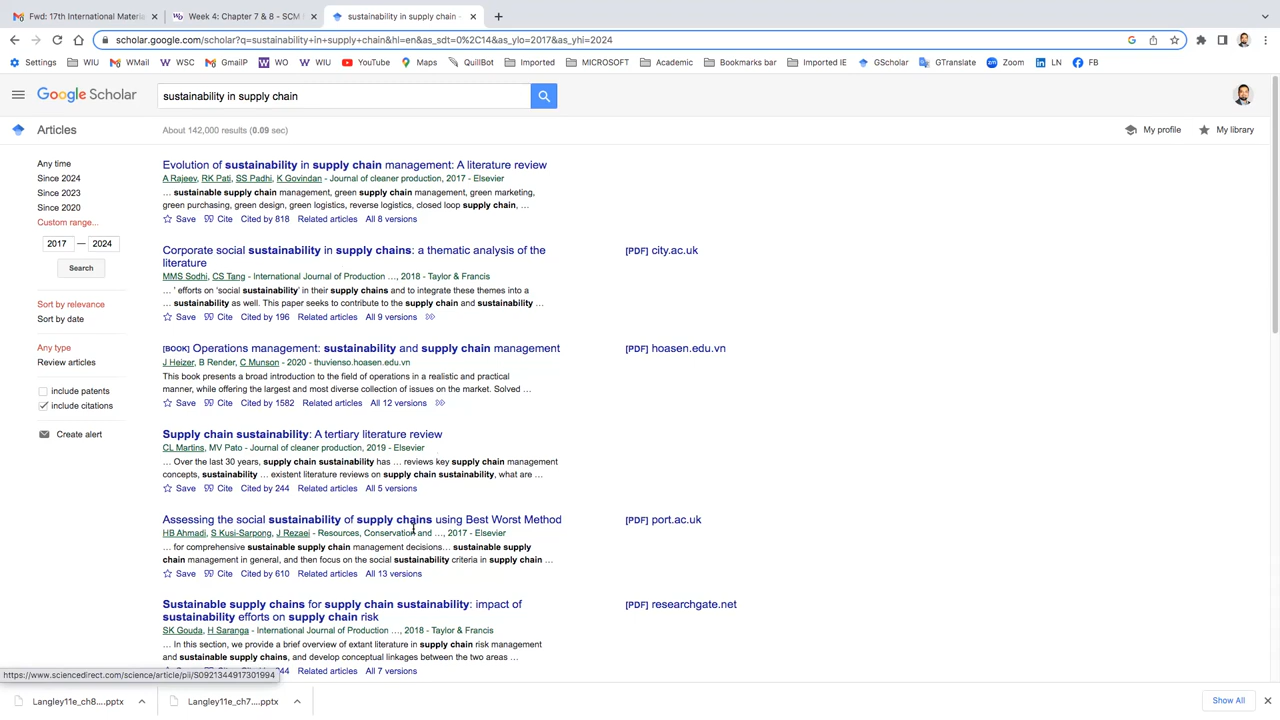 Fwd: 17th International Materia
Week 4: Chapter 7 & 8 - SCM
sustainability in supply chain -
scholar.google.com/scholar?q=sustainability+in+supply+chain&hl=en&as_sdt=0%2C14&as_ylo=2017&as_yhi=2024
Settings WIU WMail WSC GmailP WO WIU YouTube Maps QuillBot Imported MICROSOFT Academic Bookmarks bar Imported IE GScholar GTranslate Zoom LN FB
Google Scholar
sustainability in supply chain
Articles
About 142,000 results (0.09 sec)
My profile
My library
Any time
Since 2024
Since 2023
Since 2020
Custom range...
2017 — 2024
Search
Sort by relevance
Sort by date
Any type
Review articles
include patents
include citations
Create alert
Evolution of sustainability in supply chain management: A literature review
A Rajeev, RK Pati, SS Padhi, K Govindan - Journal of cleaner production, 2017 - Elsevier
… sustainable supply chain management, green supply chain management, green marketing,
green purchasing, green design, green logistics, reverse logistics, closed loop supply chain, …
Save Cite Cited by 818 Related articles All 8 versions
Corporate social sustainability in supply chains: a thematic analysis of the
literature
[PDF] city.ac.uk
MMS Sodhi, CS Tang - International Journal of Production …, 2018 - Taylor & Francis
… ' efforts on 'social sustainability' in their supply chains and to integrate these themes into a
… sustainability as well. This paper seeks to contribute to the supply chain and sustainability …
Save Cite Cited by 196 Related articles All 9 versions
[BOOK] Operations management: sustainability and supply chain management
[PDF] hoasen.edu.vn
J Heizer, B Render, C Munson - 2020 - thuvienso.hoasen.edu.vn
This book presents a broad introduction to the field of operations in a realistic and practical
manner, while offering the largest and most diverse collection of issues on the market. Solved …
Save Cite Cited by 1582 Related articles All 12 versions
Supply chain sustainability: A tertiary literature review
CL Martins, MV Pato - Journal of cleaner production, 2019 - Elsevier
… Over the last 30 years, supply chain sustainability has … reviews key supply chain management
concepts, sustainability … existent literature reviews on supply chain sustainability, what are …
Save Cite Cited by 244 Related articles All 5 versions
Assessing the social sustainability of supply chains using Best Worst Method
[PDF] port.ac.uk
HB Ahmadi, S Kusi-Sarpong, J Rezaei - Resources, Conservation and …, 2017 - Elsevier
… for comprehensive sustainable supply chain management decisions… sustainable supply
chain management in general, and then focus on the social sustainability criteria in supply chain …
Save Cite Cited by 610 Related articles All 13 versions
Sustainable supply chains for supply chain sustainability: impact of
sustainability efforts on supply chain risk
[PDF] researchgate.net
SK Gouda, H Saranga - International Journal of Production …, 2018 - Taylor & Francis
… In this section, we provide a brief overview of extant literature in supply chain risk management
and sustainable supply chains, and develop conceptual linkages between the two areas …
All 7 versions
https://www.sciencedirect.com/science/article/pii/S0921344917301994
Langley11e_ch8....pptx
Langley11e_ch7....pptx
Show All